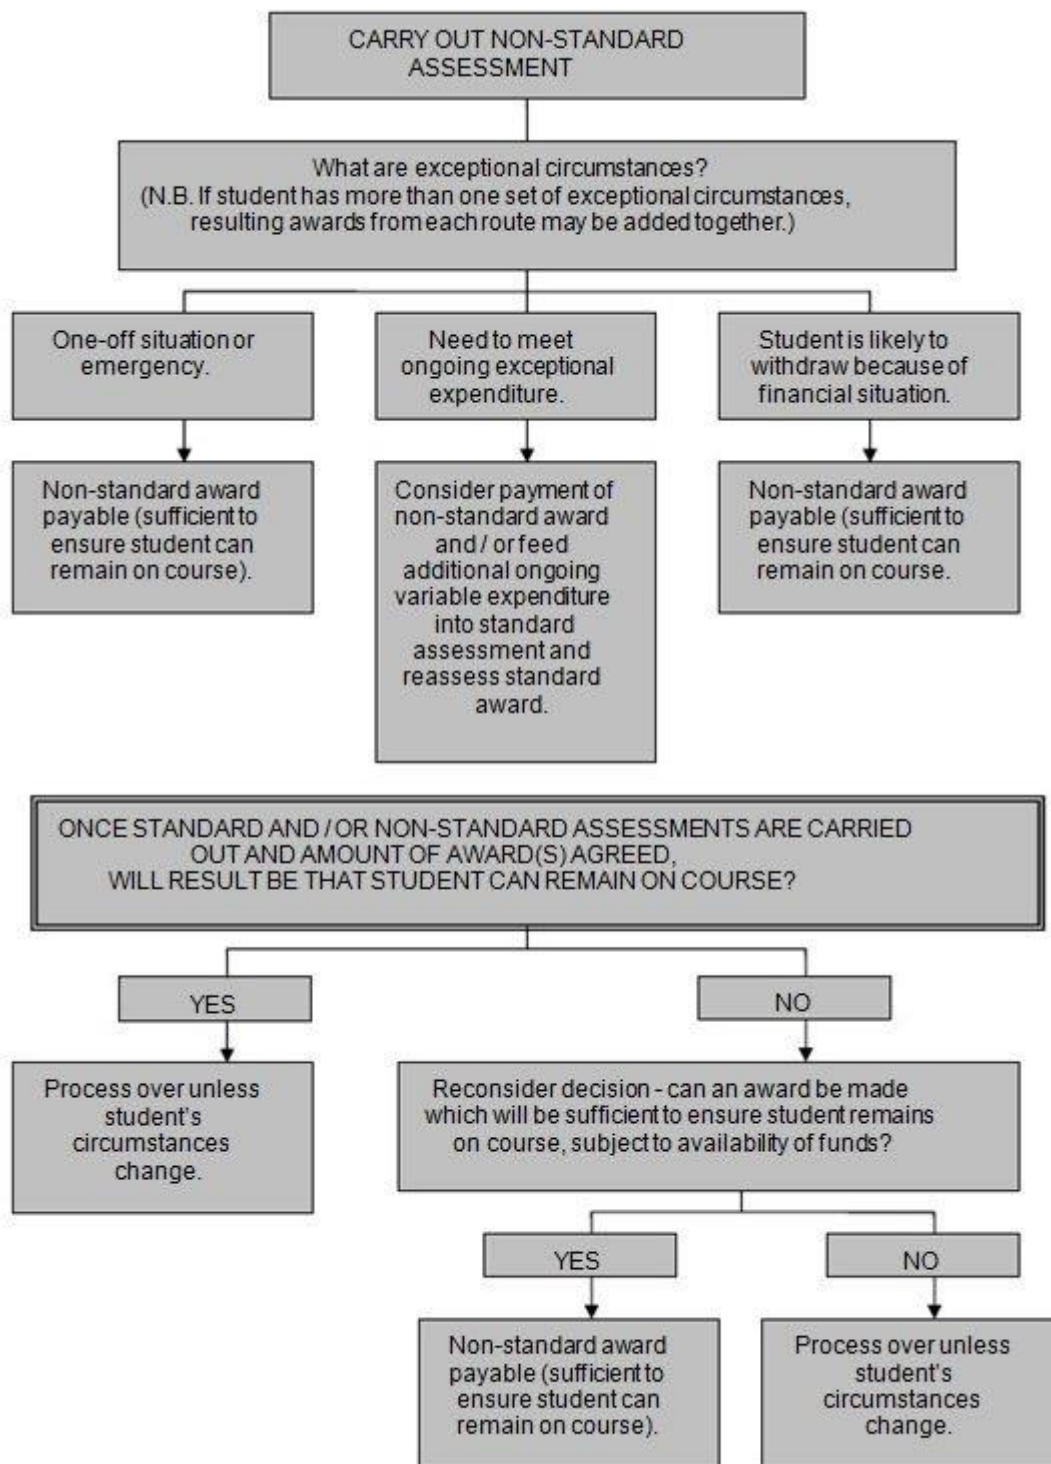 CARRY OUT NON-STANDARD
ASSESSMENT
What are exceptional circumstances?
(N.B. If student has more than one set of exceptional circumstances,
resulting awards from each route may be added together.)
One-off situation or
emergency.
Need to meet
ongoing exceptional
expenditure.
Student is likely to
withdraw because of
financial situation.
Non-standard award
payable (sufficient to
ensure student can
remain on course).
Consider payment of
non-standard award
and / or feed
additional ongoing
variable expenditure
into standard
assessment and
reassess standard
award.
Non-standard award
payable (sufficient to
ensure student can
remain on course.
ONCE STANDARD AND / OR NON-STANDARD ASSESSMENTS ARE CARRIED
OUT AND AMOUNT OF AWARD(S) AGREED,
WILL RESULT BE THAT STUDENT CAN REMAIN ON COURSE?
YES
NO
Process over unless
student's
circumstances
change.
Reconsider decision - can an award be made
which will be sufficient to ensure student remains
on course, subject to availability of funds?
YES
NO
Non-standard award
payable (sufficient to
ensure student can
remain on course).
Process over unless
student's
circumstances
change.